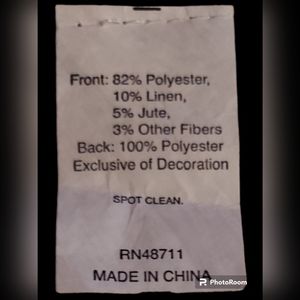 Front: 82% Polyester,
10% Linen,
5% Jute,
3% Other Fibers
Back: 100% Polyester
Exclusive of Decoration
SPOT CLEAN.
RN48711
MADE IN CHINA
PhotoRoom